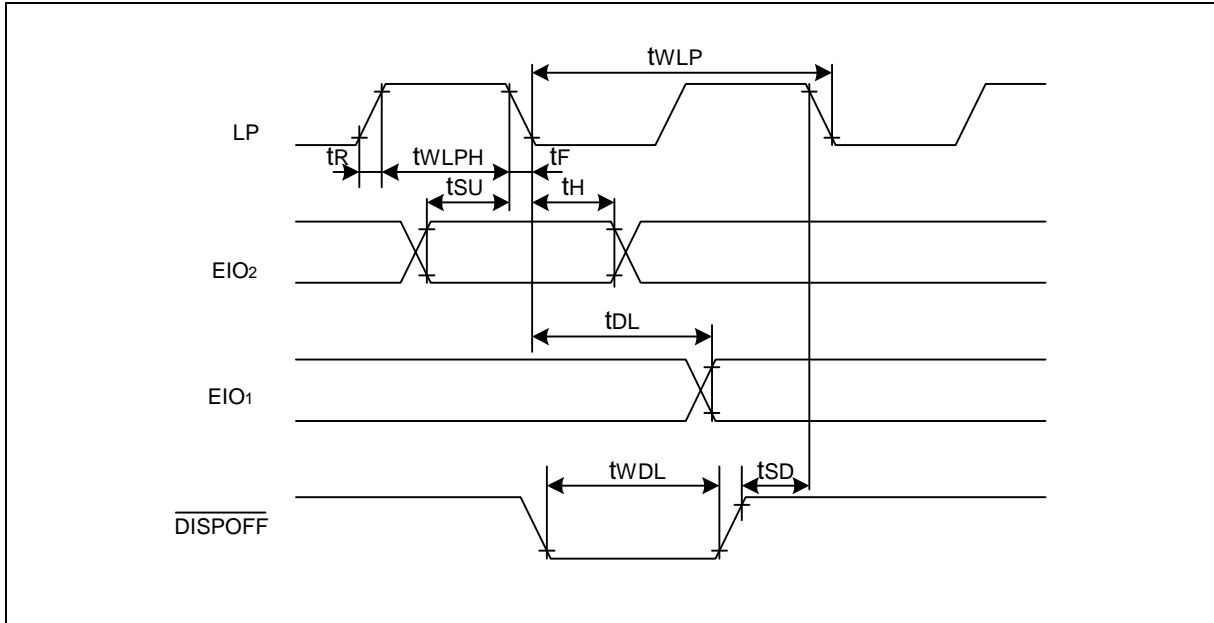 tWLP
LP
tR
tWLPH
tF
tSU
tH
EIO2
tDL
EIO1
tWDL
tSD
DISPOFF